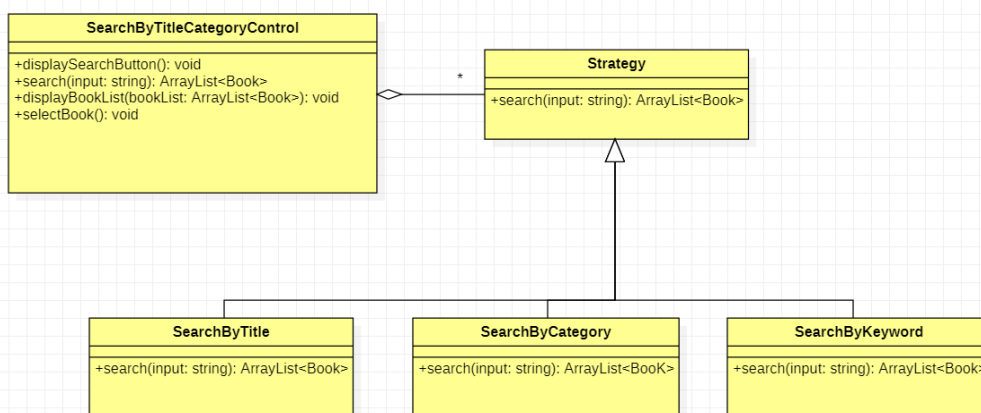 SearchByTitleCategoryControl
+displaySearchButton(): void
+search(input: string): ArrayList<Book>
+displayBookList(bookList: ArrayList<Book>): void
+selectBook(): void
*
Strategy
+search(input: string): ArrayList<Book>
SearchByTitle
+search(input: string): ArrayList<Book>
SearchByCategory
+search(input: string): ArrayList<BooK>
SearchByKeyword
+search(input: string): ArrayList<Book>